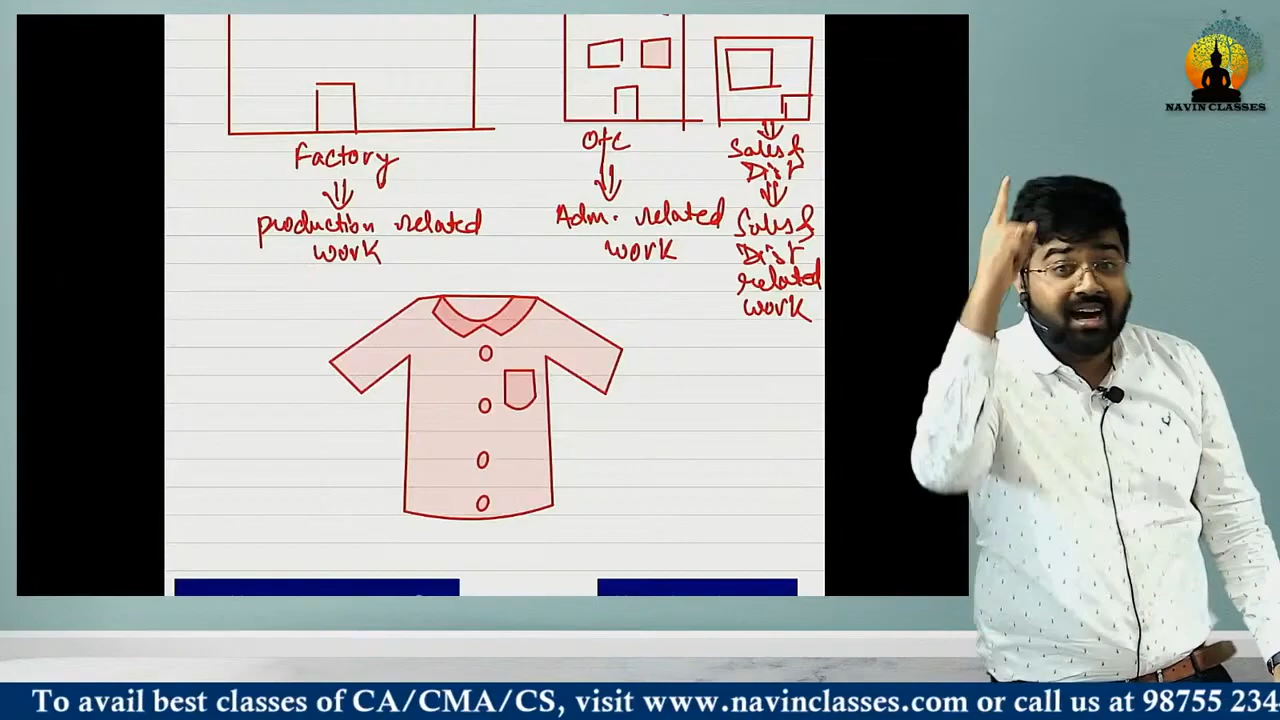 Factory
production related
work
Ofc
Adm. related
work
Sales &
Dist
Sales &
Dist
related
work
NAVIN CLASSES
To avail best classes of CA/CMA/CS, visit www.navinclasses.com or call us at 98755 234